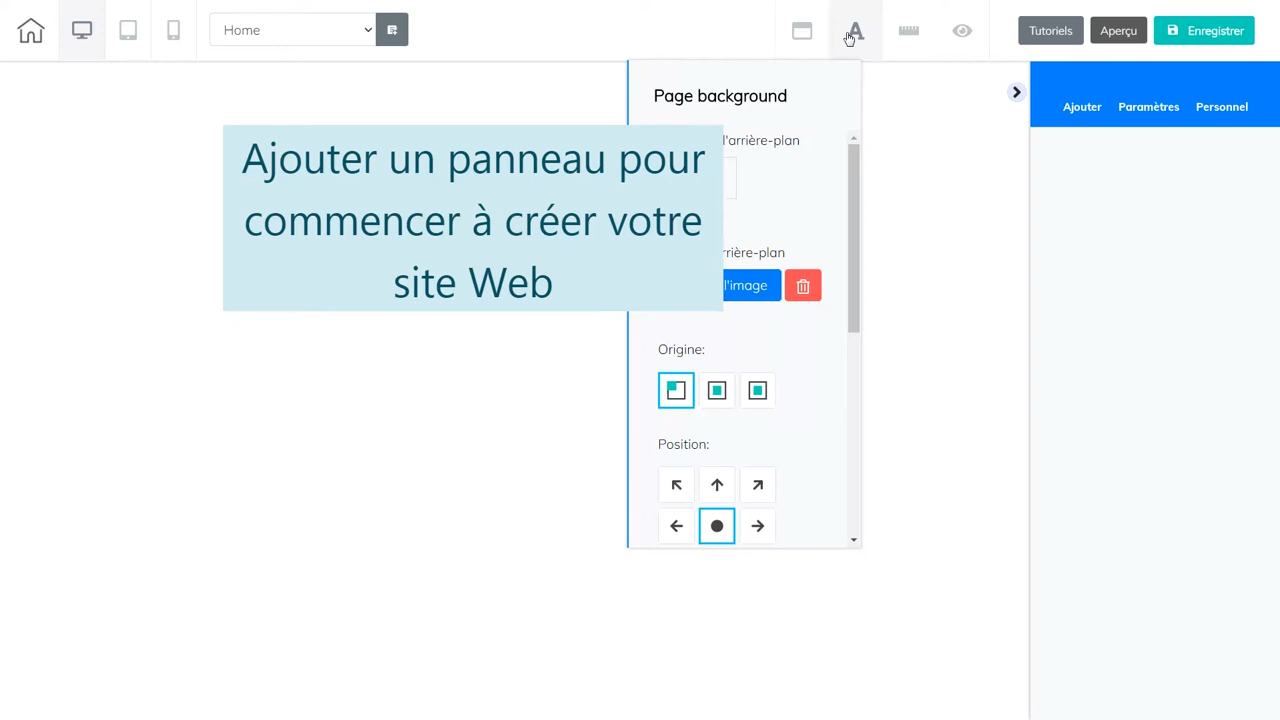 Home
Tutoriels
Aperçu
Enregistrer
Page background
Ajouter
Paramètres
Personnel
l'arrière-plan
Ajouter un panneau pour
commencer à créer votre
site Web
rrière-plan
l'image
Origine:
Position: